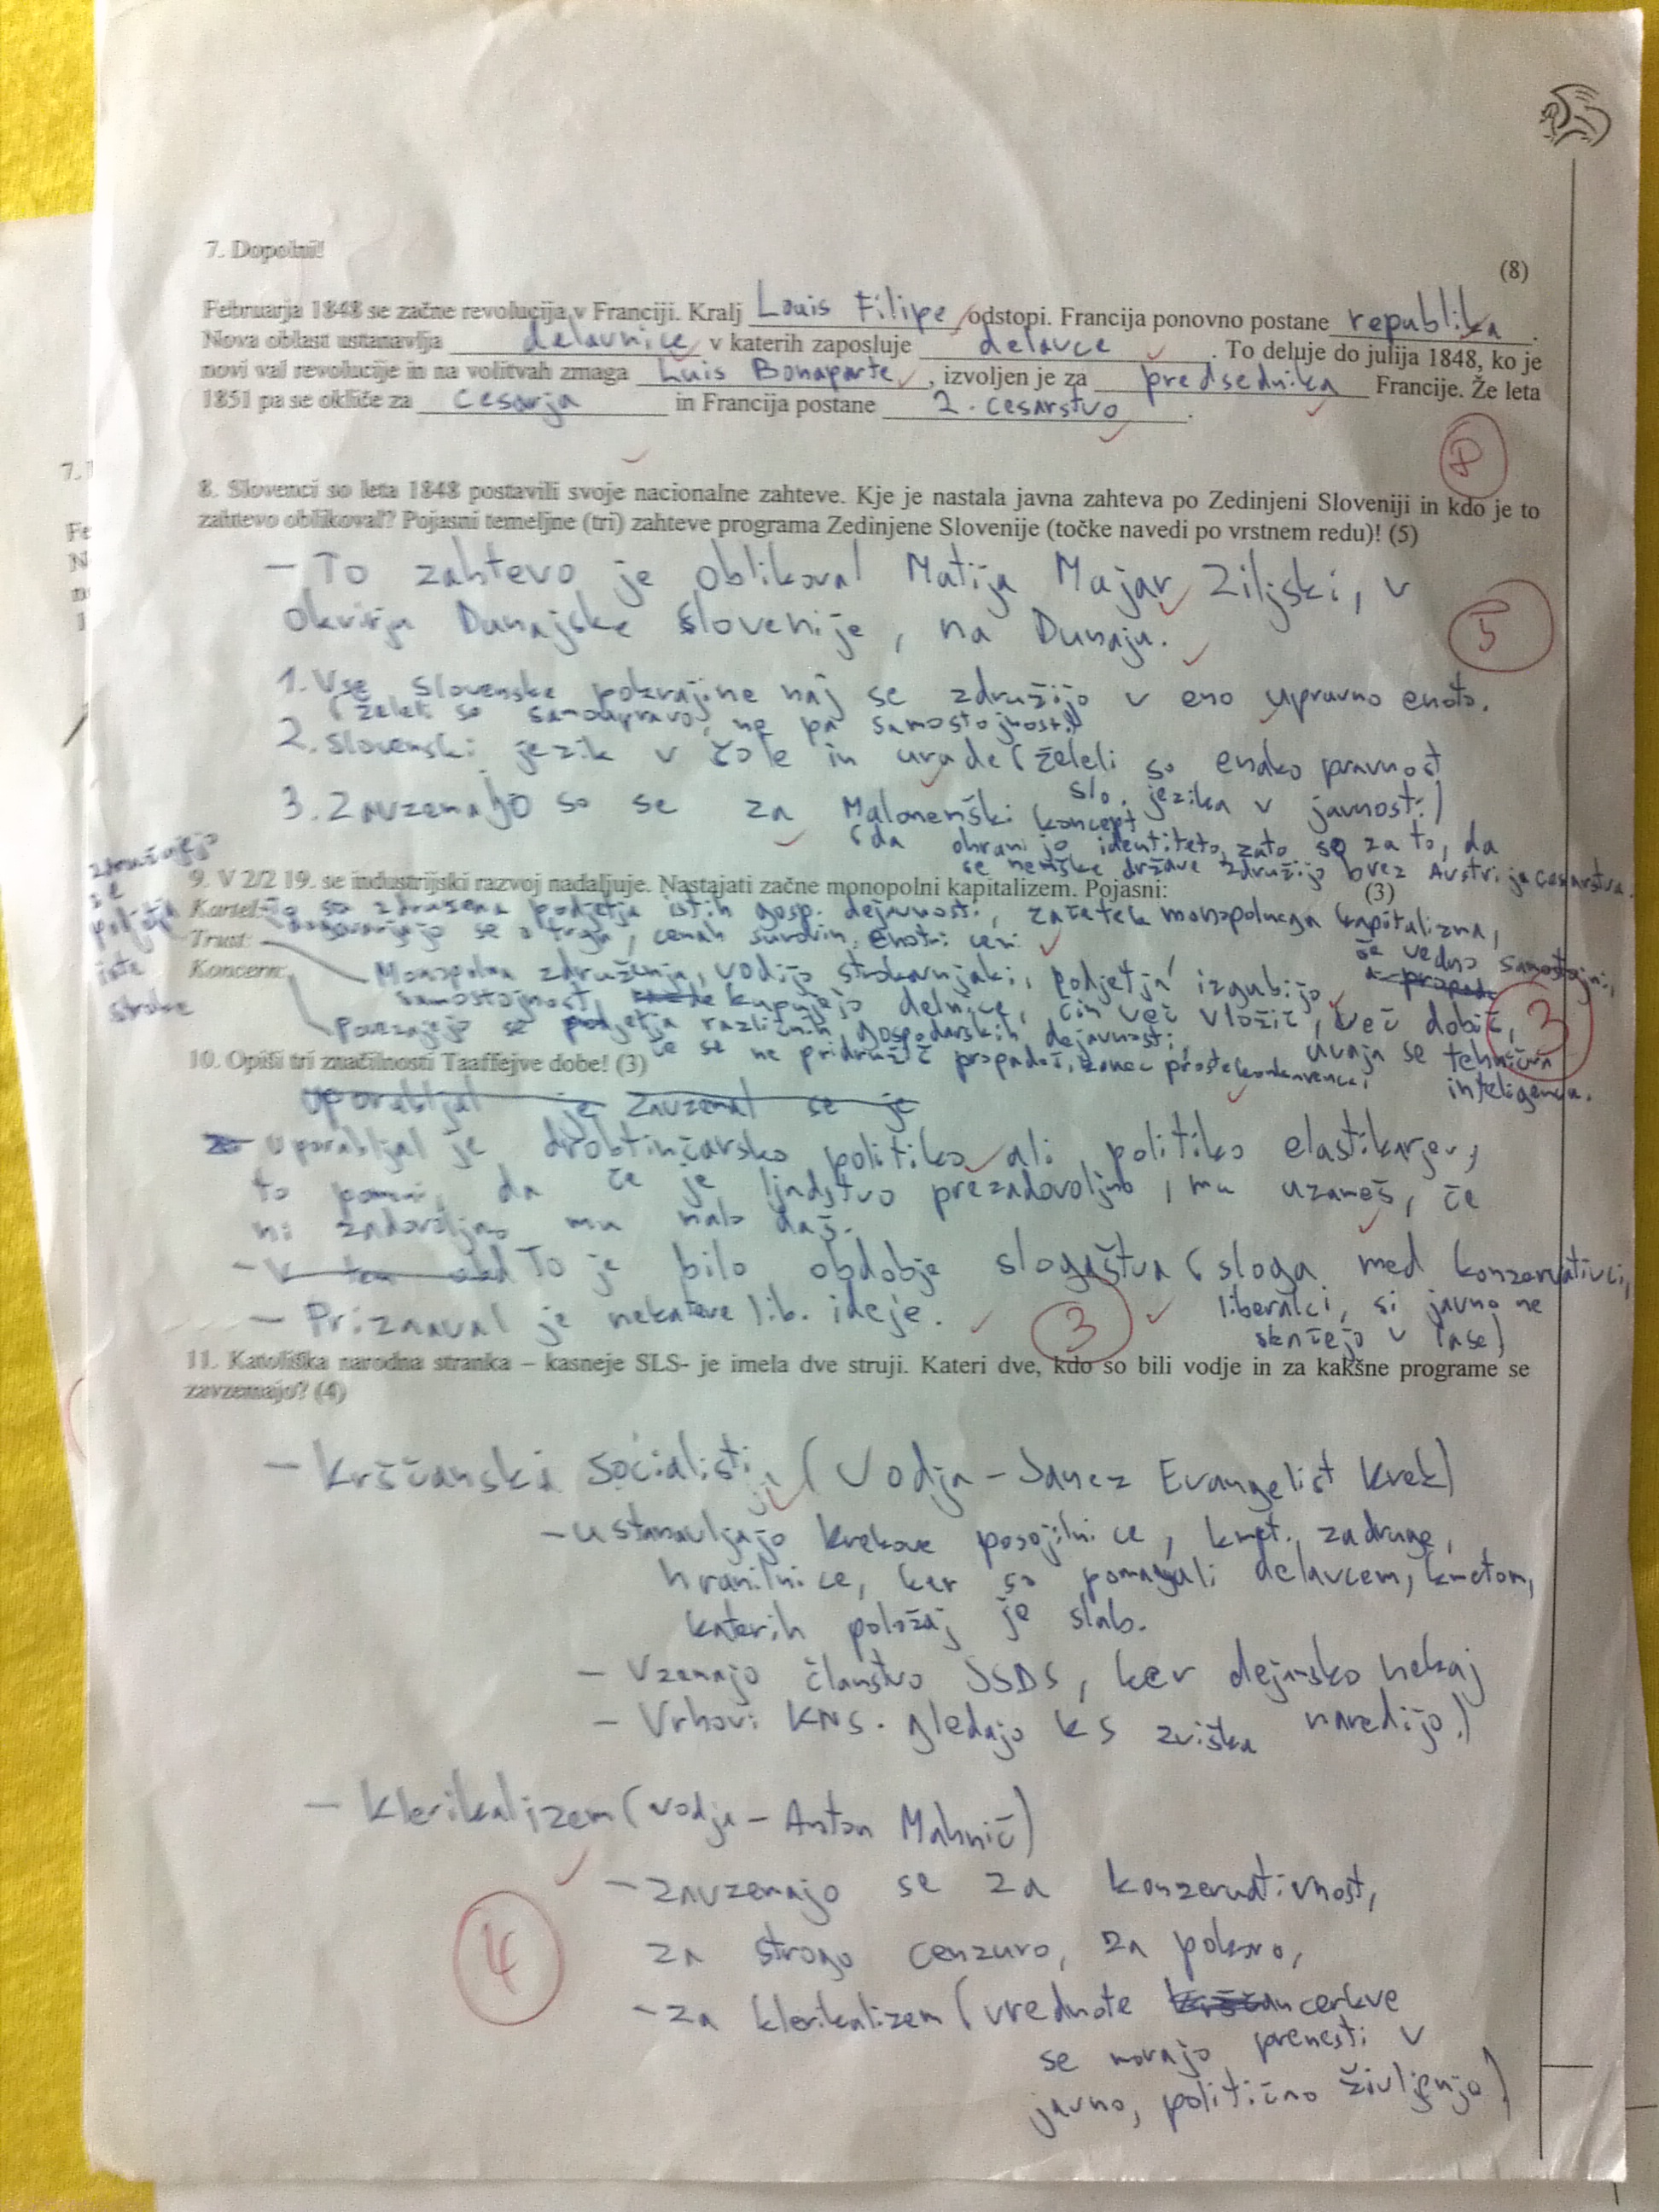 7. Dopolni!
(8)
Februarja 1848 se začne revolucija v Franciji. Kralj Louis Filipe odstopi. Francija ponovno postane republika.
Nova oblast ustanavlja delavnice v katerih zaposluje delavce. To deluje do julija 1848, ko je
novi val revolucije in na volitvah zmaga Luis Bonaparte, izvoljen je za predsednika Francije. Že leta
1851 pa se okliče za cesarja in Francija postane 2. cesarstvo.
8
8. Slovenci so leta 1848 postavili svoje nacionalne zahteve. Kje je nastala javna zahteva po Zedinjeni Sloveniji in kdo je to
zahtevo oblikoval? Pojasni temeljne (tri) zahteve programa Zedinjene Slovenije (točke navedi po vrstnem redu)! (5)
- To zahtevo je oblikoval Matija Majar Ziljski, v
okvirju Dunajske Slovenije, na Dunaju.
5
1. Vse slovenske pokrajine naj se združijo v eno upravno enoto.
(želeli so samoupravo, ne pa samostojnosti)
2. Slovenski jezik v šole in urade (želeli so enako pravnost
slo. jezika v javnosti)
3. Zavzemajo so se za Malonemški koncept
(da ohranijo identiteto, zato so za to, da
se nemške države združijo brez Avstrija cesarstva.
9. V 2/2 19. se industrijski razvoj nadaljuje. Nastajati začne monopolni kapitalizem. Pojasni: (3)
združujejo
se
podjetja
iste
stroke
Kartel: To so združena podjetja istih gosp. dejavnosti, začetek monopolnega kapitalizma,
dogovarjajo se o trgu, cenah surovin, enotni ceni še vedno samostojni,
Trust:
Monopolna združenja, vodijo strokovnjaki, podjetja izgubijo
samostojnost, kupujejo delnice, čim več vložiš, več dobiš,
Koncern:
Povezujejo se podjetja različnih gospodarskih dejavnosti, uvaja se tehnična
če se ne pridružiš propadeš, konec proste konkurence, inteligenca.
3
10. Opiši tri značilnosti Taaffejve dobe! (3)
Uporabljal je Zavzemal se je
Uporabljal je drobtinčarsko politiko ali politiko elastikarjev,
to pomeni, da če je ljudstvo prezadovoljno, mu vzameš, če
ni zadovoljno mu malo daš.
- To je bilo obdobje slogaštva (sloga med konzervativci,
liberalci, si javno ne
skačejo v lase)
- Priznaval je nekatere lib. ideje.
3
11. Katoliška narodna stranka – kasneje SLS- je imela dve struji. Kateri dve, kdo so bili vodje in za kakšne programe se
zavzemajo? (4)
- Krščanski socialisti (Vodja - Janez Evangelist Krek)
- ustanavljajo Krekove posojilnice, kmet. zadruge,
hranilnice, ker so pomagali delavcem, kmetom,
katerih položaj je slab.
- Vzemajo članstvo JSDS, ker dejansko nekaj
naredijo.)
- Vrhovi KNS. gledajo KS zviška
- Klerikalizem (vodja - Anton Mahnič)
- zavzemajo se za konzervativnost,
za strogo cenzuro, za pokoro,
- za klerikalizem (vrednote cerkve
se morajo prenesti v
javno, politično življenje)
4